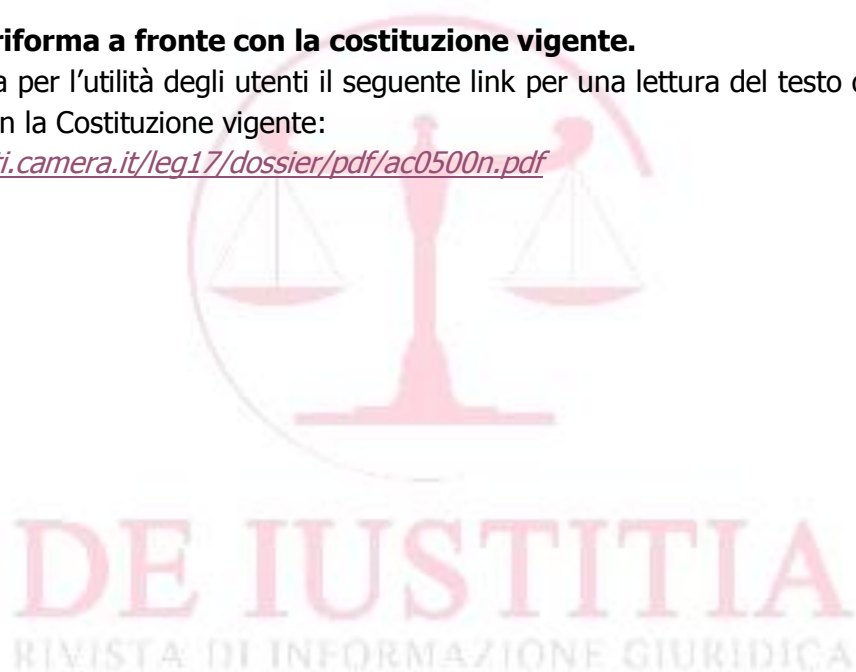 riforma a fronte con la costituzione vigente.
a per l’utilità degli utenti il seguente link per una lettura del testo
n la Costituzione vigente:
i.camera.it/leg17/dossier/pdf/ac0500n.pdf
DE IUSTITIA
RIVISTA DI INFORMAZIONE GIURIDICA